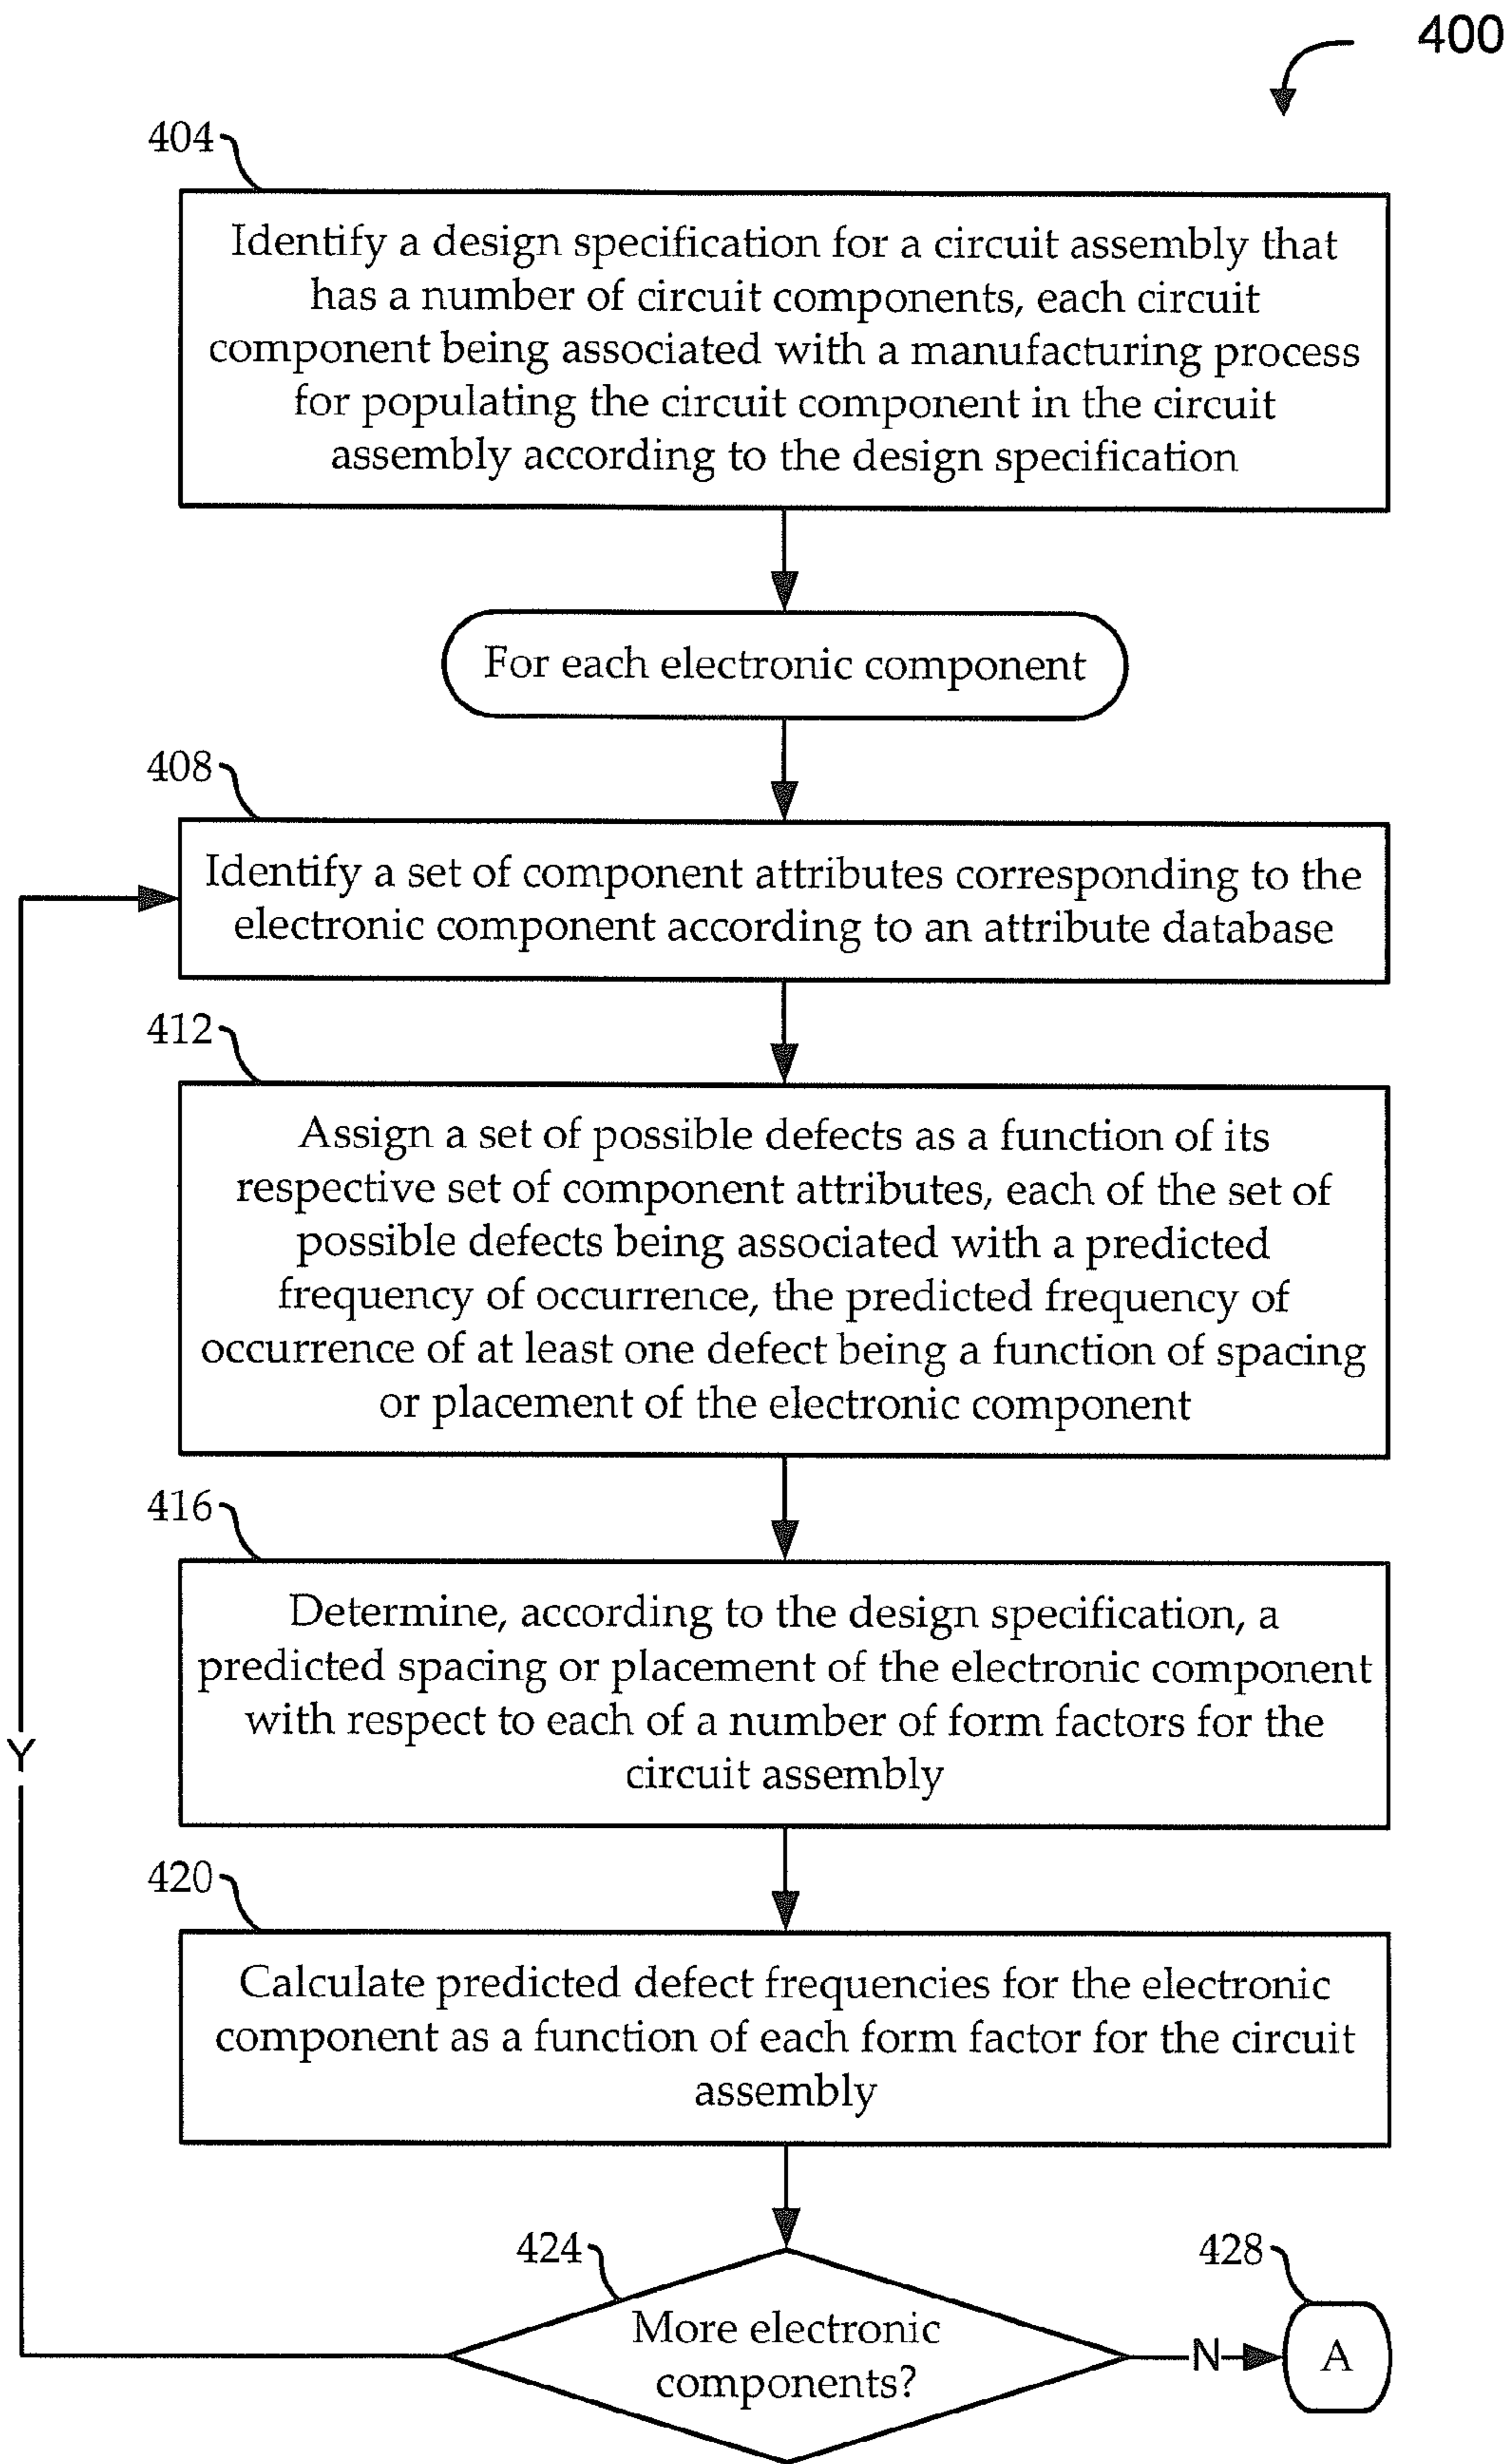 400
404
Identify a design specification for a circuit assembly that
has a number of circuit components, each circuit
component being associated with a manufacturing process
for populating the circuit component in the circuit
assembly according to the design specification
For each electronic component
408
Identify a set of component attributes corresponding to the
electronic component according to an attribute database
412
Assign a set of possible defects as a function of its
respective set of component attributes, each of the set of
possible defects being associated with a predicted
frequency of occurrence, the predicted frequency of
occurrence of at least one defect being a function of spacing
or placement of the electronic component
416
Determine, according to the design specification, a
predicted spacing or placement of the electronic component
with respect to each of a number of form factors for the
circuit assembly
Y
420
Calculate predicted defect frequencies for the electronic
component as a function of each form factor for the circuit
assembly
424
More electronic
components?
N
428
A